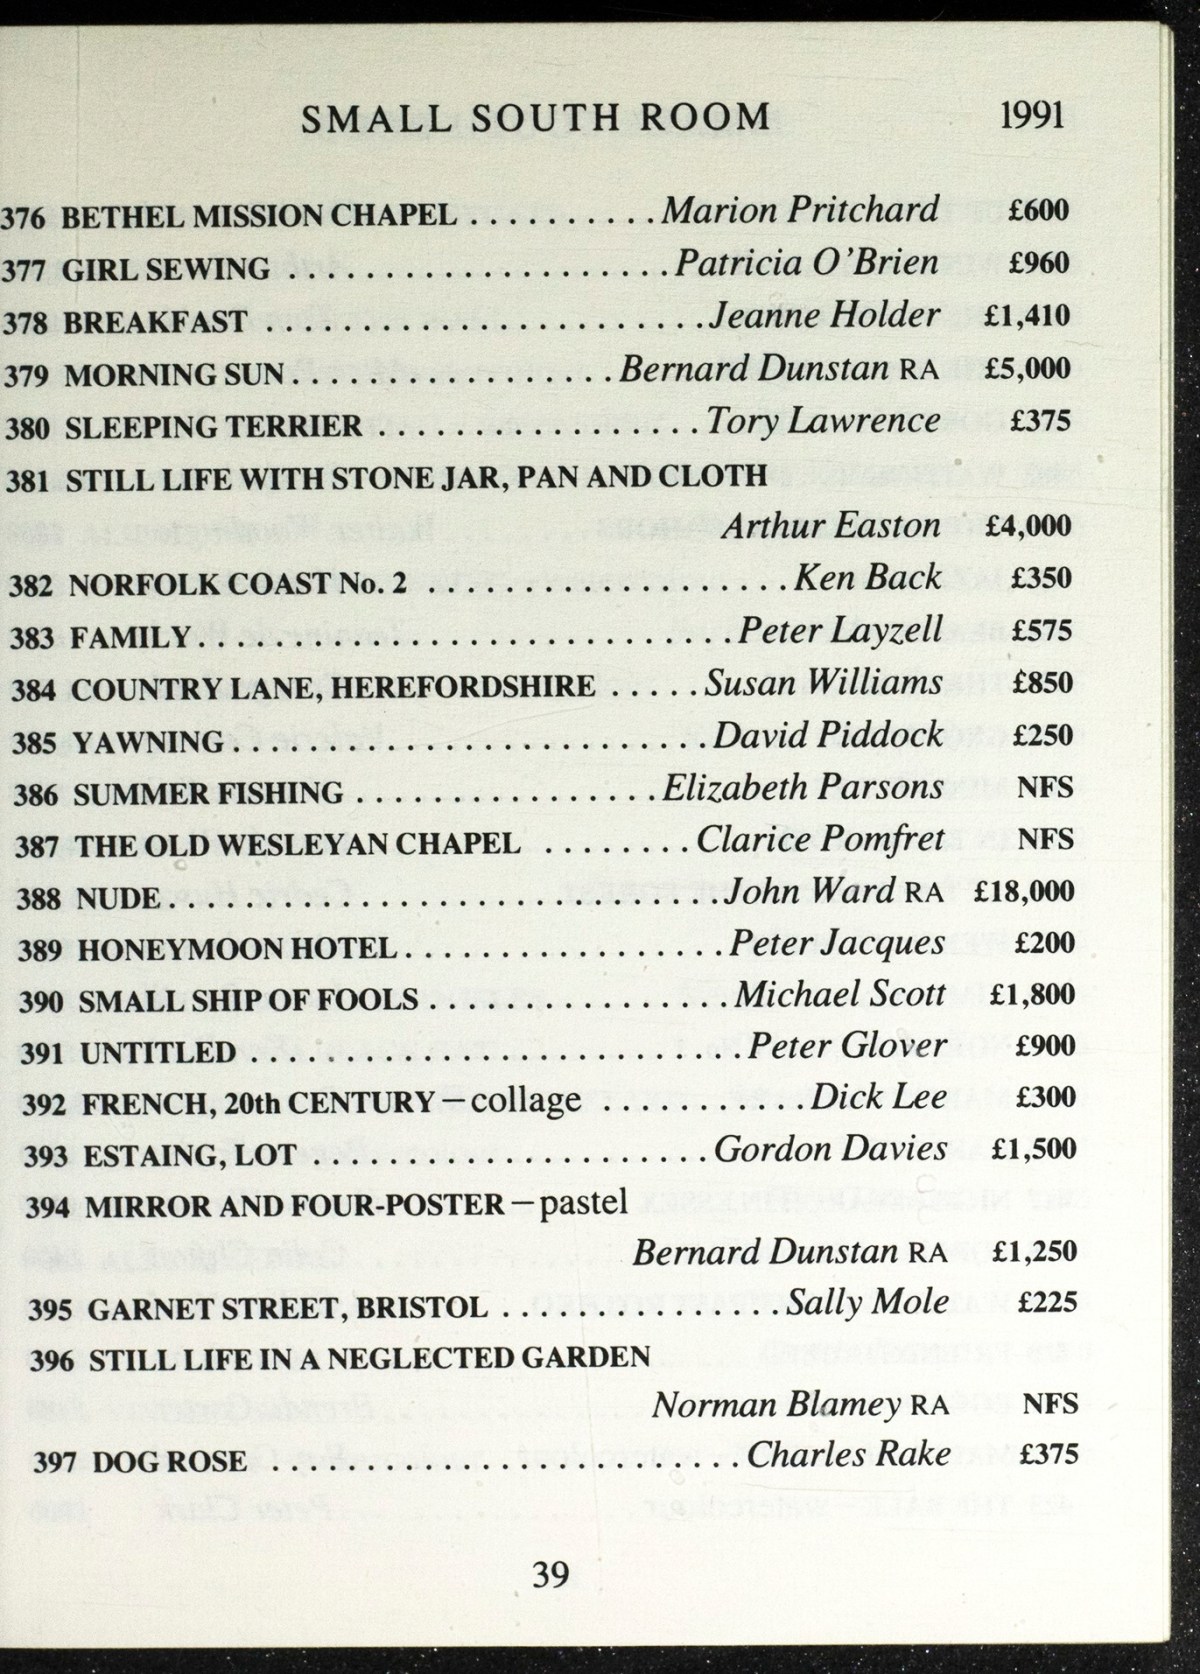 SMALL SOUTH ROOM 1991
376 BETHEL MISSION CHAPEL . . . . . . . . . . Marion Pritchard £600
377 GIRL SEWING . . . . . . . . . . . . . . . . . . Patricia O'Brien £960
378 BREAKFAST . . . . . . . . . . . . . . . . . . . . . . . Jeanne Holder £1,410
379 MORNING SUN . . . . . . . . . . . . . . . . . Bernard Dunstan RA £5,000
380 SLEEPING TERRIER . . . . . . . . . . . . . . . . . Tory Lawrence £375
381 STILL LIFE WITH STONE JAR, PAN AND CLOTH
Arthur Easton £4,000
382 NORFOLK COAST No. 2 . . . . . . . . . . . . . . . . . . . Ken Back £350
383 FAMILY . . . . . . . . . . . . . . . . . . . . . . . . . . . . Peter Layzell £575
384 COUNTRY LANE, HEREFORDSHIRE . . . . . Susan Williams £850
385 YAWNING . . . . . . . . . . . . . . . . . . . . . . . . . David Piddock £250
386 SUMMER FISHING . . . . . . . . . . . . . . . . Elizabeth Parsons NFS
387 THE OLD WESLEYAN CHAPEL . . . . . . . . Clarice Pomfret NFS
388 NUDE . . . . . . . . . . . . . . . . . . . . . . . . . . . . . John Ward RA £18,000
389 HONEYMOON HOTEL . . . . . . . . . . . . . . . . . Peter Jacques £200
390 SMALL SHIP OF FOOLS . . . . . . . . . . . . . . . . Michael Scott £1,800
391 UNTITLED . . . . . . . . . . . . . . . . . . . . . . . . . . Peter Glover £900
392 FRENCH, 20th CENTURY — collage . . . . . . . . . . . Dick Lee £300
393 ESTAING, LOT . . . . . . . . . . . . . . . . . . . . . Gordon Davies £1,500
394 MIRROR AND FOUR-POSTER — pastel
Bernard Dunstan RA £1,250
395 GARNET STREET, BRISTOL . . . . . . . . . . . . . . . Sally Mole £225
396 STILL LIFE IN A NEGLECTED GARDEN
Norman Blamey RA NFS
397 DOG ROSE . . . . . . . . . . . . . . . . . . . . . . . . . Charles Rake £375
39